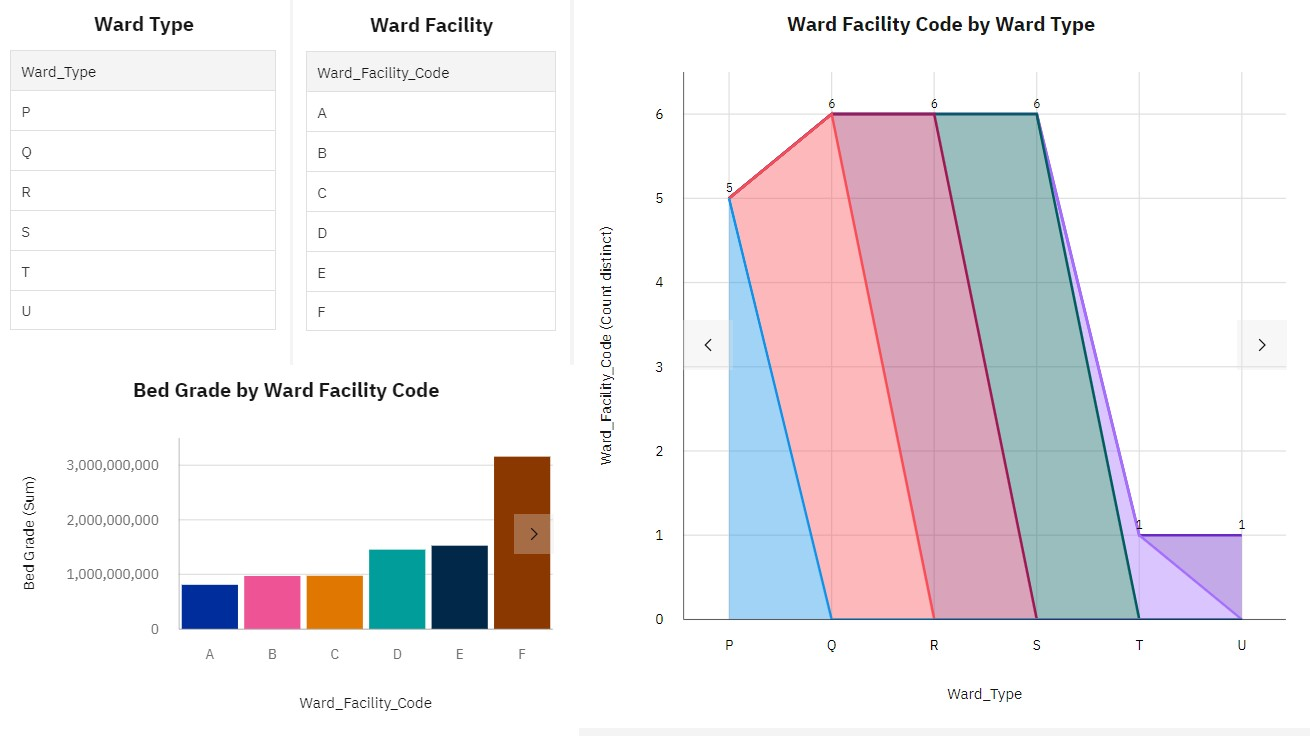 Ward Type
Ward_Type
P
Q
R
S
T
U
Ward Facility
Ward_Facility_Code
A
B
C
D
E
F
Bed Grade by Ward Facility Code
Bed Grade (Sum)
3,000,000,000
2,000,000,000
1,000,000,000
0
A B C D E F
Ward_Facility_Code
Ward Facility Code by Ward Type
Ward_Facility_Code (Count distinct)
6
5
4
3
2
1
0
5 6 6 6 1 1
P Q R S T U
Ward_Type